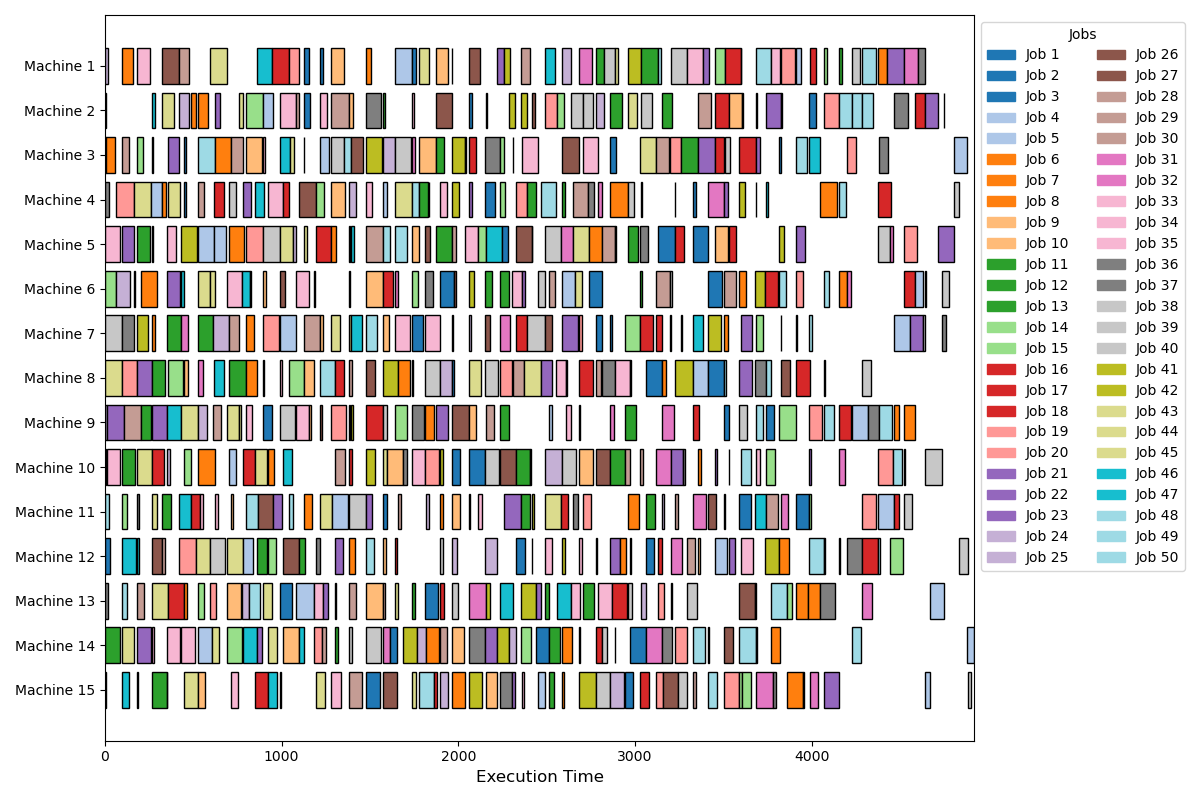 Machine 1
Machine 2
Machine 3
Machine 4
Machine 5
Machine 6
Machine 7
Machine 8
Machine 9
Machine 10
Machine 11
Machine 12
Machine 13
Machine 14
Machine 15
0 1000 2000 3000 4000
Execution Time
Jobs
Job 1 Job 26
Job 2 Job 27
Job 3 Job 28
Job 4 Job 29
Job 5 Job 30
Job 6 Job 31
Job 7 Job 32
Job 8 Job 33
Job 9 Job 34
Job 10 Job 35
Job 11 Job 36
Job 12 Job 37
Job 13 Job 38
Job 14 Job 39
Job 15 Job 40
Job 16 Job 41
Job 17 Job 42
Job 18 Job 43
Job 19 Job 44
Job 20 Job 45
Job 21 Job 46
Job 22 Job 47
Job 23 Job 48
Job 24 Job 49
Job 25 Job 50